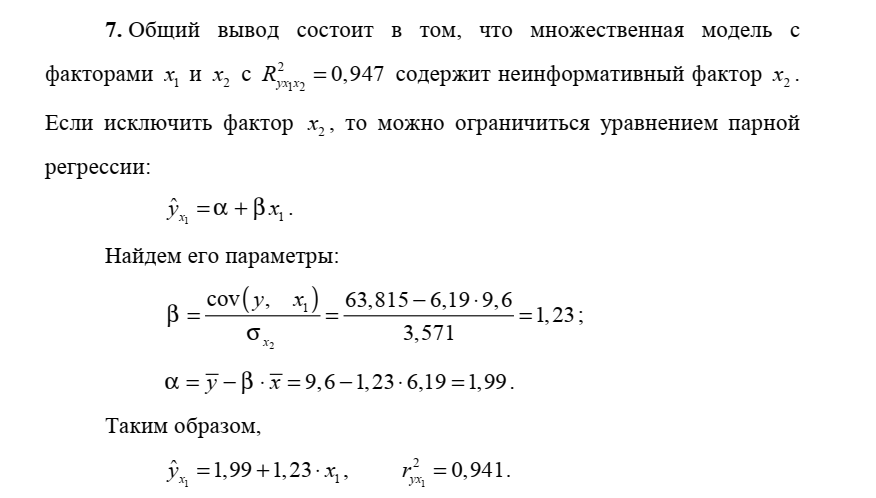 7. Общий вывод состоит в том, что множественная модель с
факторами x₁ и x₂ с R²yx₁x₂ = 0,947 содержит неинформативный фактор x₂.
Если исключить фактор x₂, то можно ограничиться уравнением парной
регрессии:
ŷx₁ = α + βx₁.
Найдем его параметры:
β = cov(y, x₁)/σx₂ = (63,815 − 6,19 · 9,6)/3,571 = 1,23;
α = y̅ − β · x̅ = 9,6 − 1,23 · 6,19 = 1,99.
Таким образом,
ŷx₁ = 1,99 + 1,23 · x₁, r²yx₁ = 0,941.